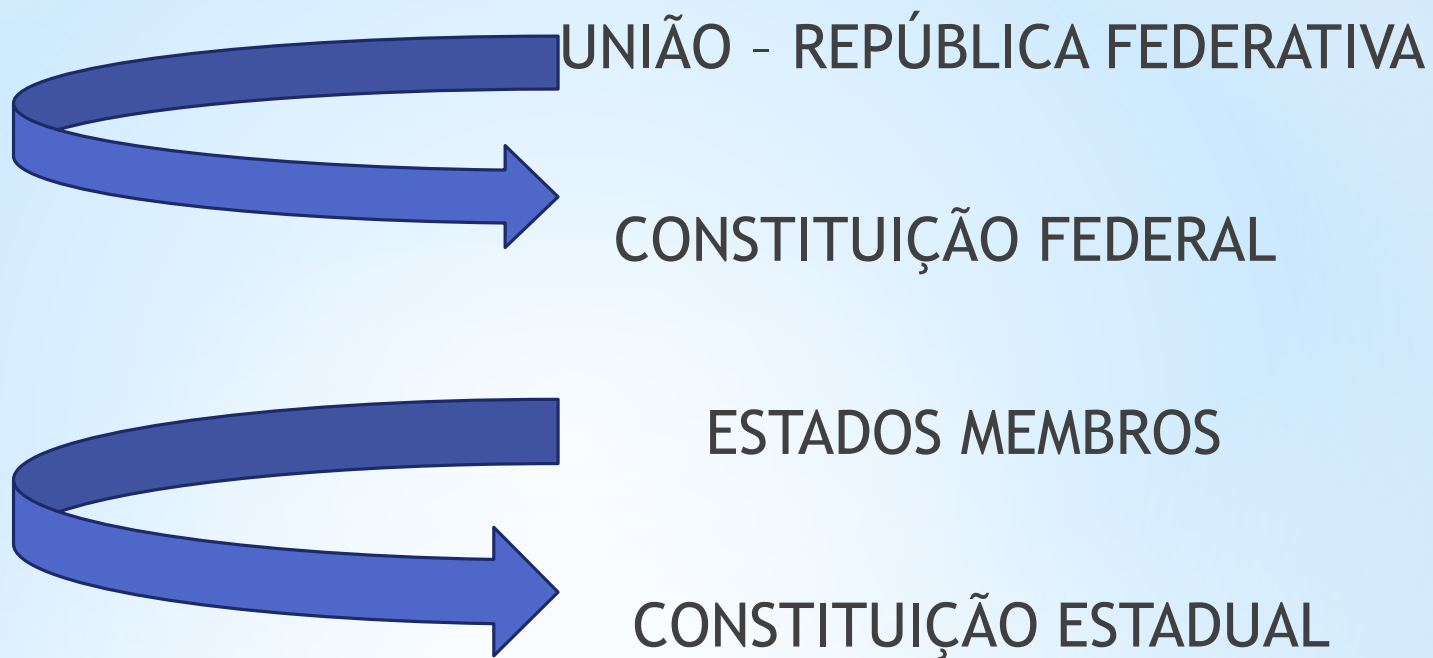 UNIÃO – REPÚBLICA FEDERATIVA
CONSTITUIÇÃO FEDERAL
ESTADOS MEMBROS
CONSTITUIÇÃO ESTADUAL